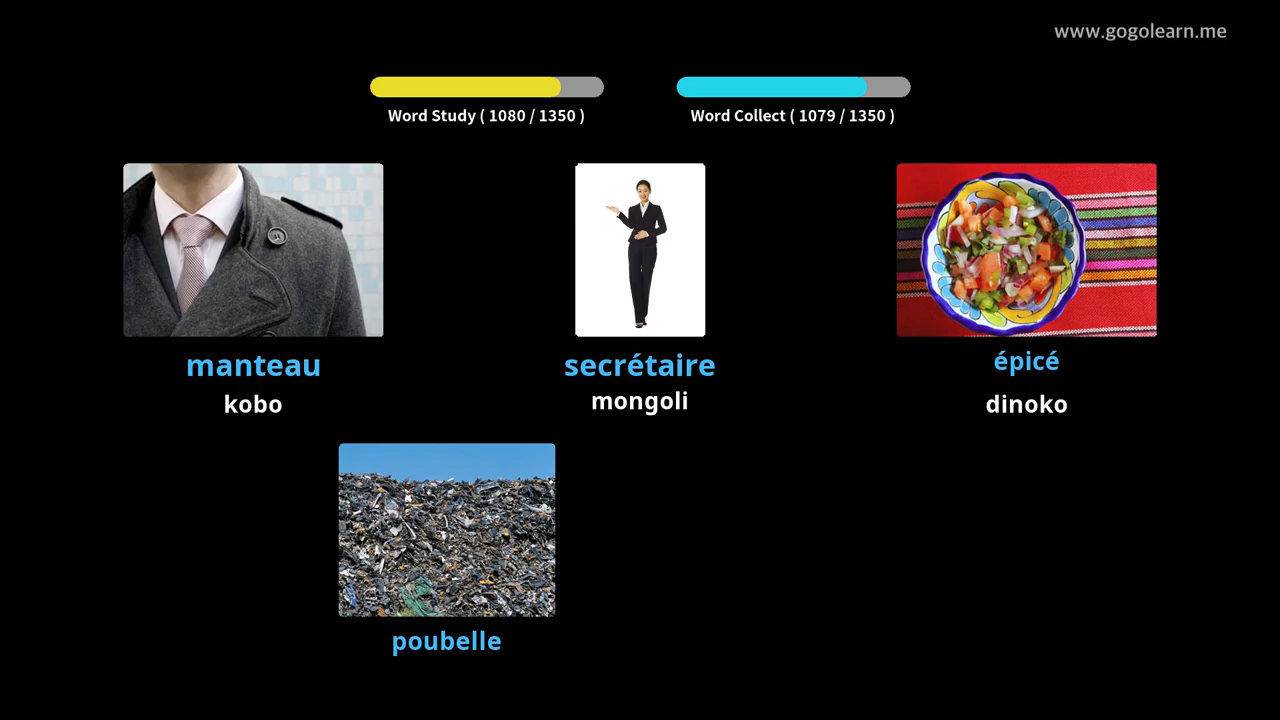 www.gogolearn.me
Word Study ( 1080 / 1350 )
Word Collect ( 1079 / 1350 )
manteau
kobo
secrétaire
mongoli
épicé
dinoko
poubelle